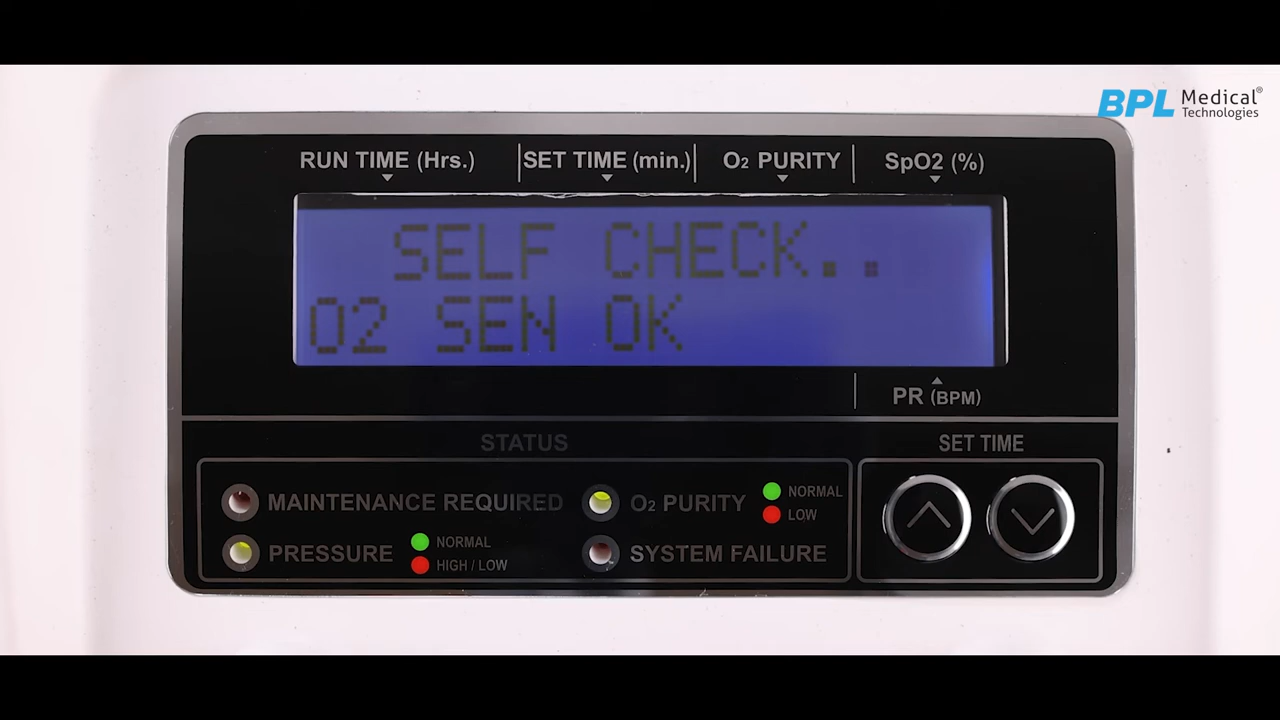 BPL Medical Technologies®
RUN TIME (Hrs.) SET TIME (min.) O₂ PURITY SpO2 (%)
SELF CHECK..
O2 SEN OK
PR (BPM)
STATUS
SET TIME
MAINTENANCE REQUIRED
O₂ PURITY
NORMAL
LOW
PRESSURE
NORMAL
HIGH / LOW
SYSTEM FAILURE